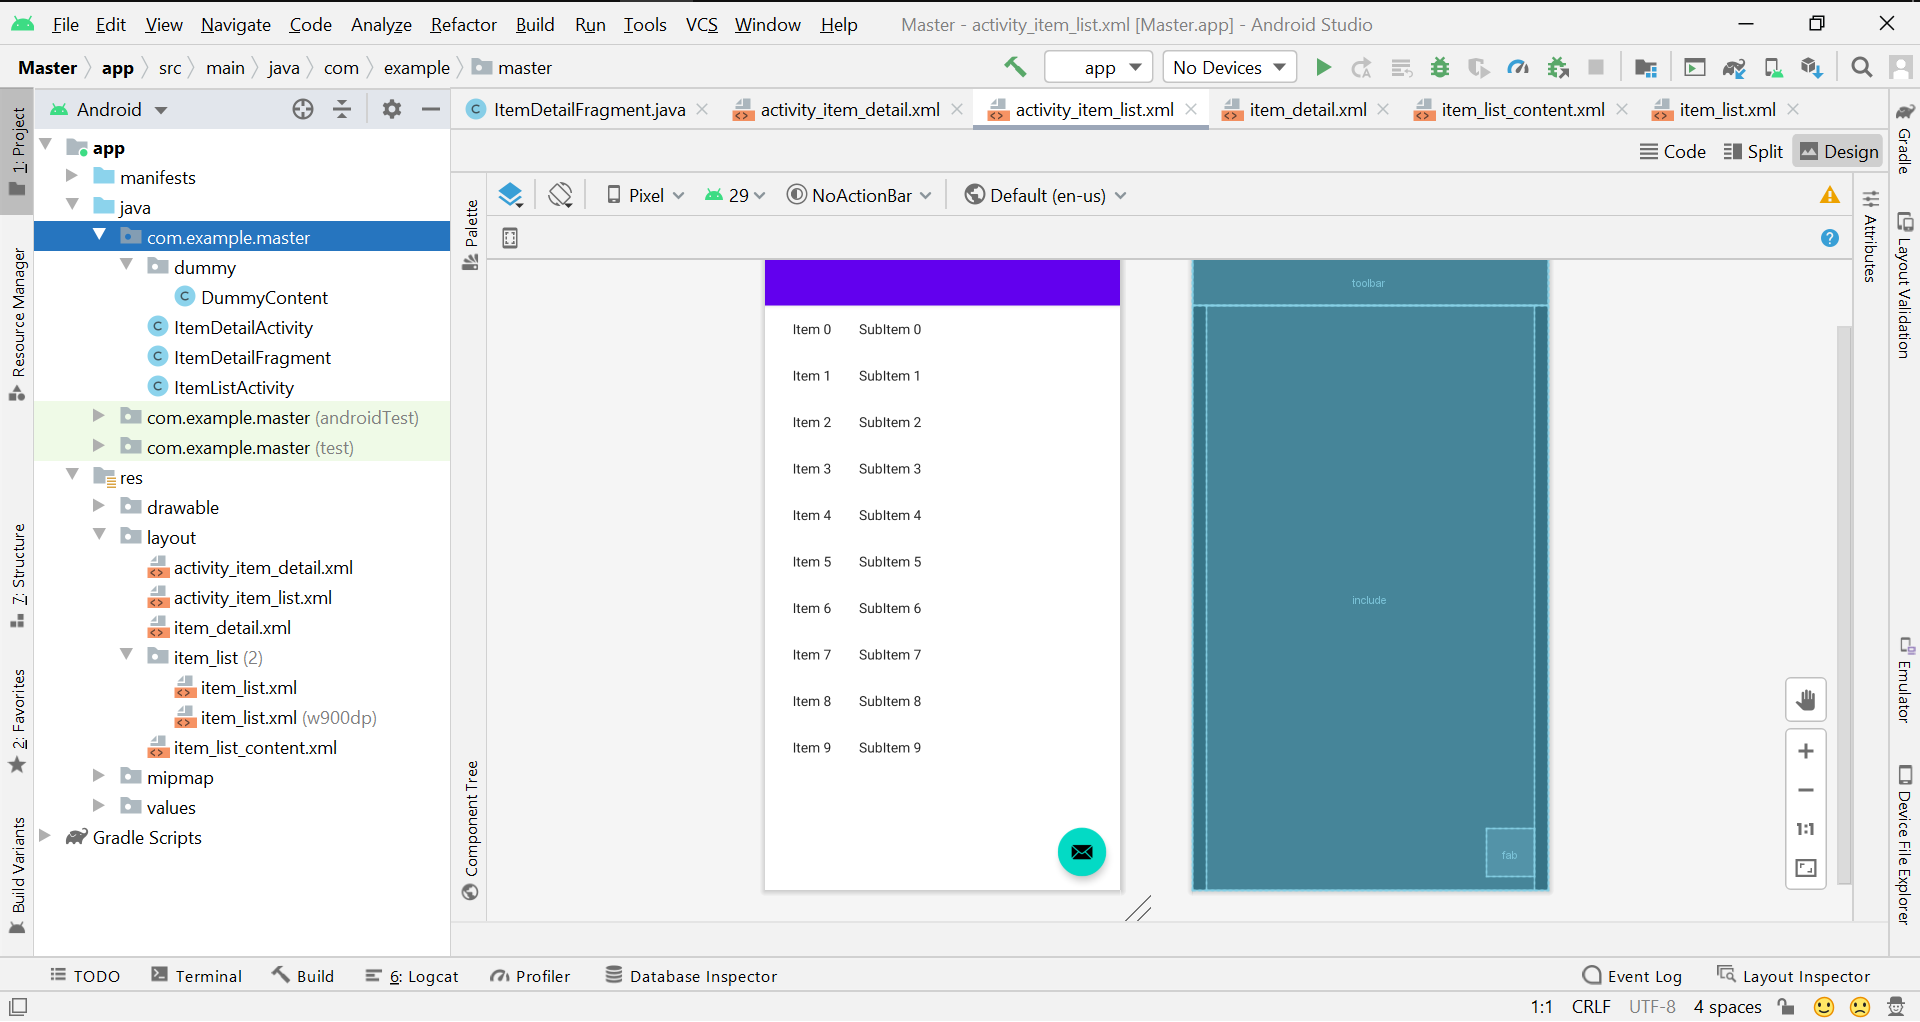 File Edit View Navigate Code Analyze Refactor Build Run Tools VCS Window Help Master - activity_item_list.xml [Master.app] - Android Studio
Master app src main java com example master app No Devices
Android
ItemDetailFragment.java activity_item_detail.xml activity_item_list.xml item_detail.xml item_list_content.xml item_list.xml
Code Split Design
Pixel 29 NoActionBar Default (en-us)
1: Project
Resource Manager
7: Structure
2: Favorites
Build Variants
app
manifests
java
com.example.master
dummy
DummyContent
ItemDetailActivity
ItemDetailFragment
ItemListActivity
com.example.master (androidTest)
com.example.master (test)
res
drawable
layout
activity_item_detail.xml
activity_item_list.xml
item_detail.xml
item_list (2)
item_list.xml
item_list.xml (w900dp)
item_list_content.xml
mipmap
values
Gradle Scripts
Palette
Component Tree
Item 0 SubItem 0
Item 1 SubItem 1
Item 2 SubItem 2
Item 3 SubItem 3
Item 4 SubItem 4
Item 5 SubItem 5
Item 6 SubItem 6
Item 7 SubItem 7
Item 8 SubItem 8
Item 9 SubItem 9
toolbar
include
fab
1:1
Attributes
Gradle
Layout Validation
Emulator
Device File Explorer
TODO Terminal Build 6: Logcat Profiler Database Inspector Event Log Layout Inspector
1:1 CRLF UTF-8 4 spaces